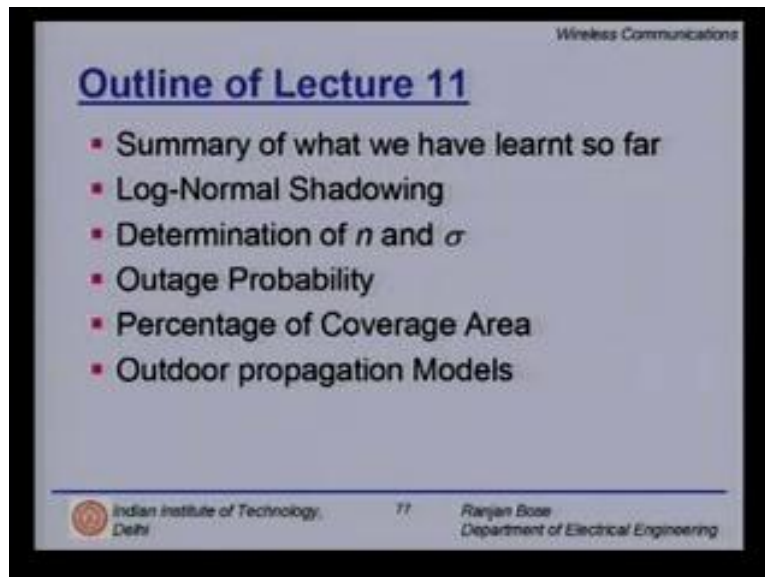 Wireless Communications
Outline of Lecture 11
▪ Summary of what we have learnt so far
▪ Log-Normal Shadowing
▪ Determination of n and σ
▪ Outage Probability
▪ Percentage of Coverage Area
▪ Outdoor propagation Models
Indian Institute of Technology,
Delhi
77
Ranjan Bose
Department of Electrical Engineering